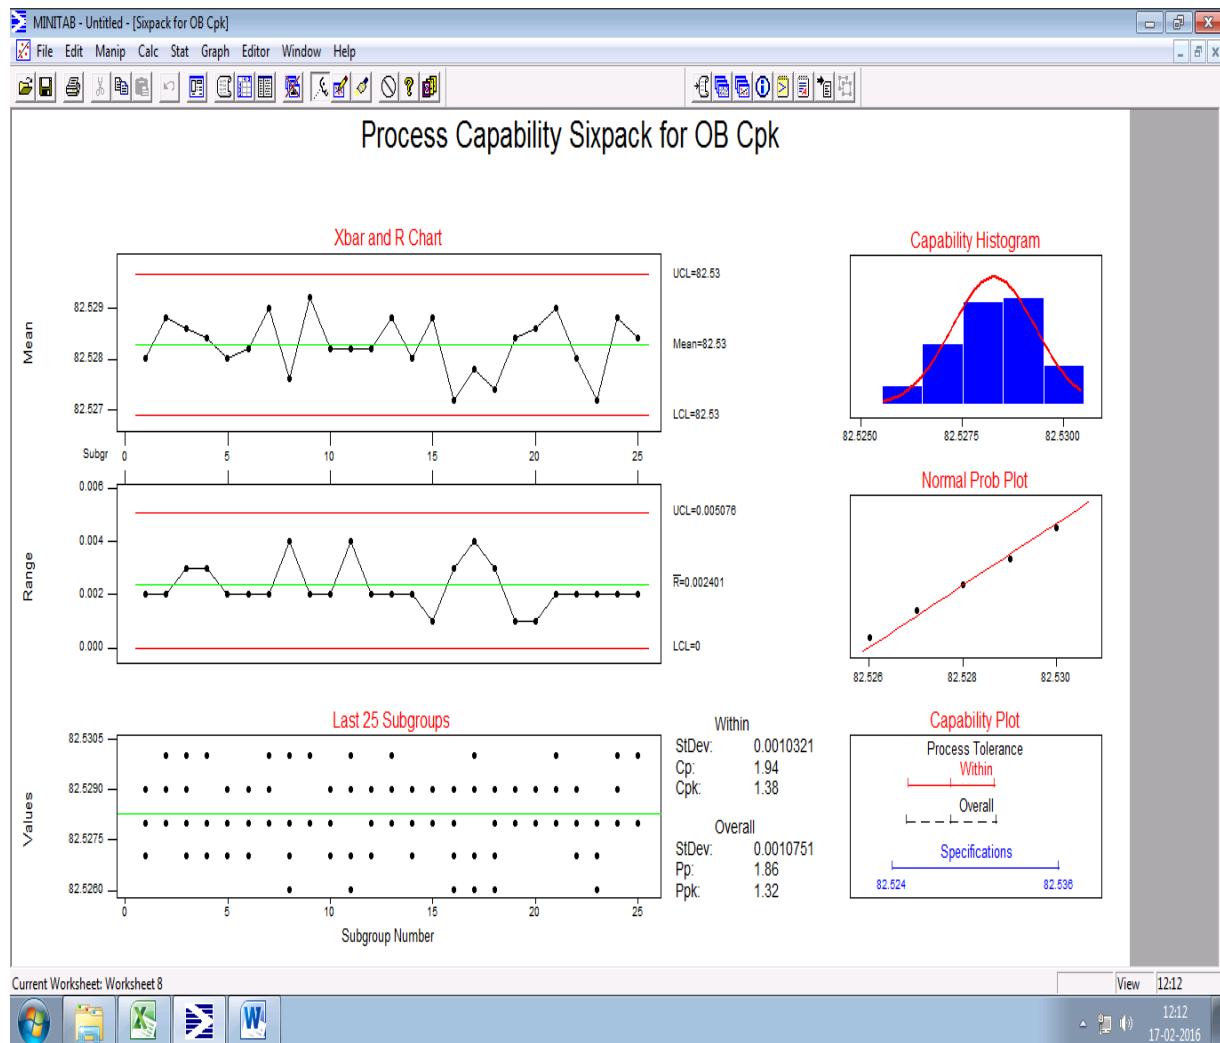 MINITAB - Untitled - [Sixpack for OB Cpk]
File Edit Manip Calc Stat Graph Editor Window Help
Process Capability Sixpack for OB Cpk
Xbar and R Chart
Mean
82.529
82.528
82.527
UCL=82.53
Mean=82.53
LCL=82.53
Subgr 0 5 10 15 20 25
Range
0.006
0.004
0.002
0.000
UCL=0.005076
R=0.002401
LCL=0
Last 25 Subgroups
Values
82.5305
82.5290
82.5275
82.5260
0 5 10 15 20 25
Subgroup Number
Capability Histogram
82.5250 82.5275 82.5300
Normal Prob Plot
82.526 82.528 82.530
Within
StDev: 0.0010321
Cp: 1.94
Cpk: 1.38
Overall
StDev: 0.0010751
Pp: 1.86
Ppk: 1.32
Capability Plot
Process Tolerance
Within
Overall
Specifications
82.524 82.536
Current Worksheet: Worksheet 8
View 12:12
12:12
17-02-2016